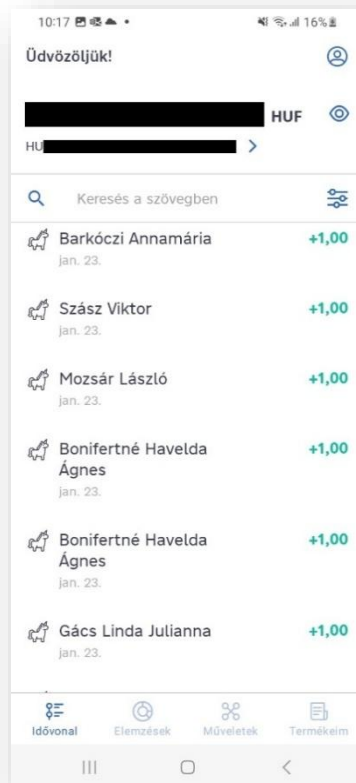 10:17
16%
Üdvözöljük!
HUF
HU
Keresés a szövegben
Barkóczi Annamária
+1,00
jan. 23.
Szász Viktor
+1,00
jan. 23.
Mozsár László
+1,00
jan. 23.
Bonifertné Havelda
Ágnes
+1,00
jan. 23.
Bonifertné Havelda
Ágnes
+1,00
jan. 23.
Gács Linda Julianna
+1,00
jan. 23.
Idővonal
Elemzések
Műveletek
Termékeim